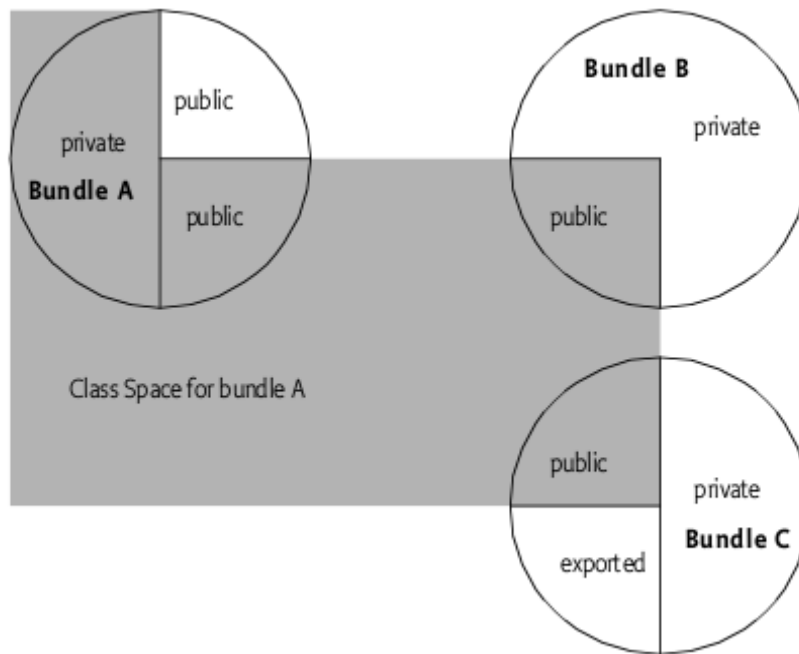 public
private
Bundle A
public
Bundle B
private
public
Class Space for bundle A
public
private
Bundle C
exported